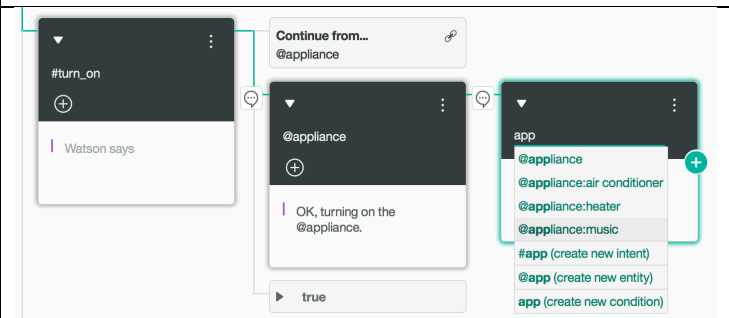 #turn_on
Watson says
Continue from...
@appliance
@appliance
OK, turning on the
@appliance.
true
app
@appliance
@appliance:air conditioner
@appliance:heater
@appliance:music
#app (create new intent)
@app (create new entity)
app (create new condition)